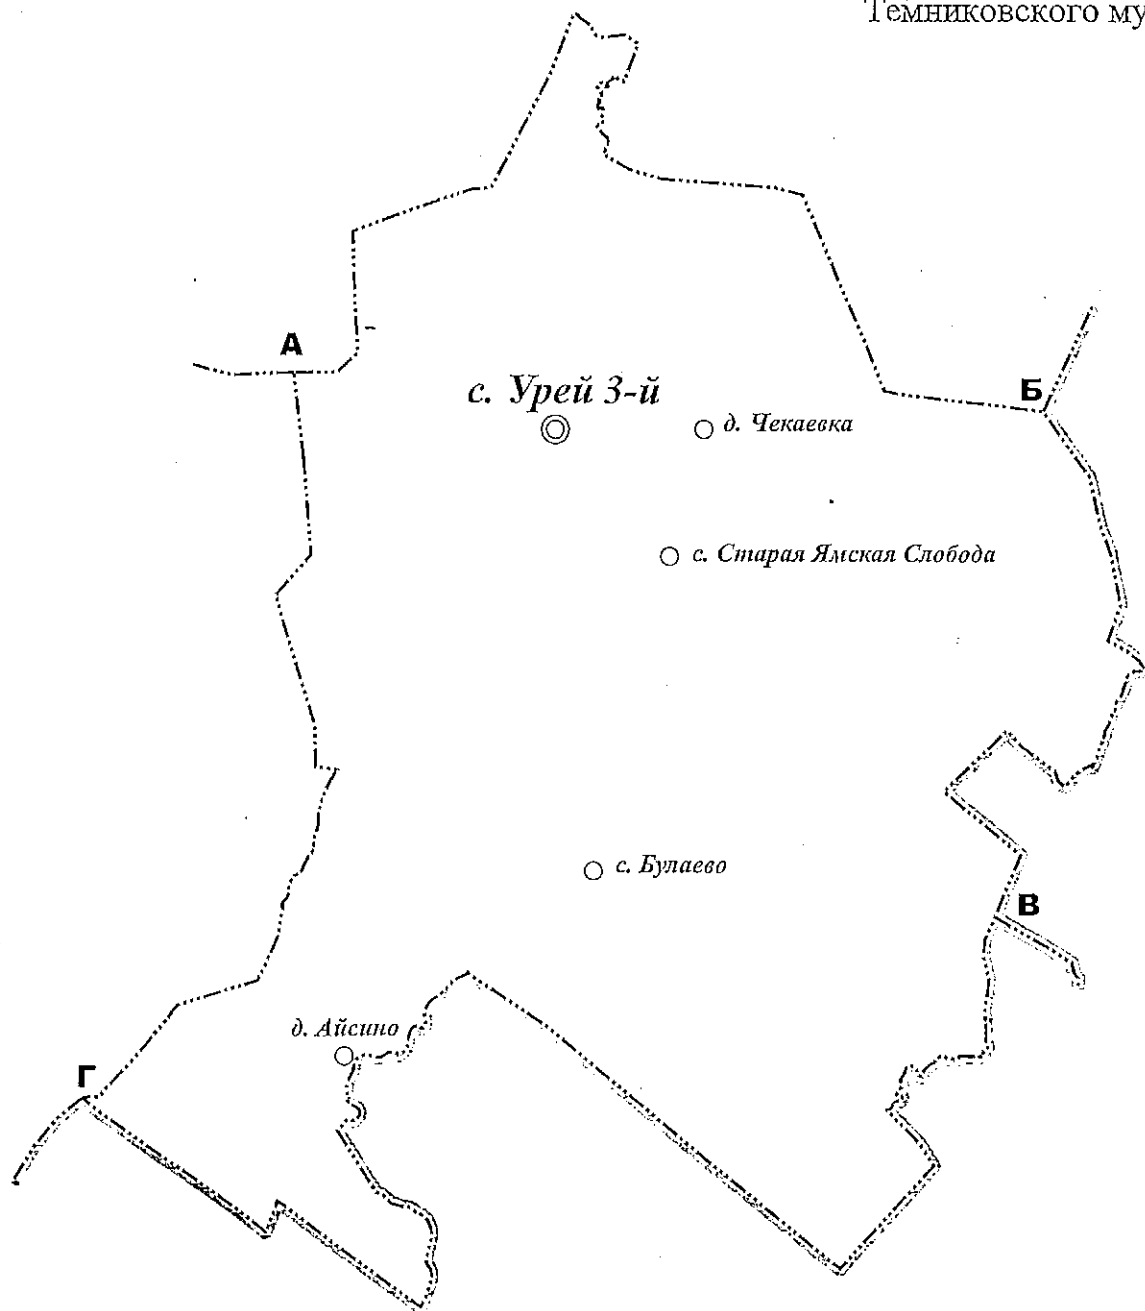 Темниковского му
А
Б
с. Урей 3-й
д. Чекаевка
с. Старая Ямская Слобода
с. Булаево
В
д. Айсино
Г